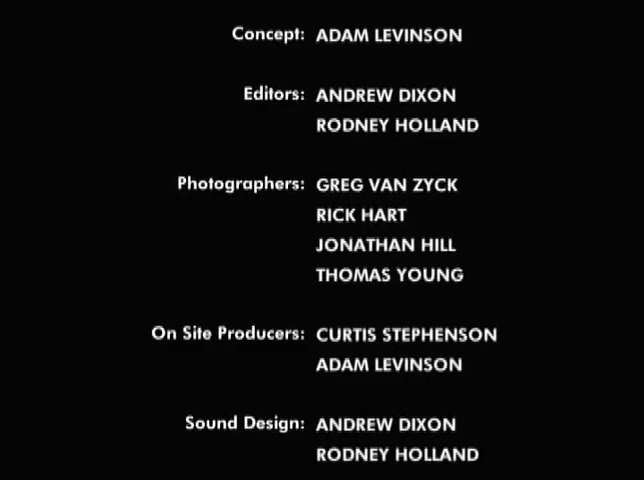 Concept: ADAM LEVINSON
Editors: ANDREW DIXON
RODNEY HOLLAND
Photographers: GREG VAN ZYCK
RICK HART
JONATHAN HILL
THOMAS YOUNG
On Site Producers: CURTIS STEPHENSON
ADAM LEVINSON
Sound Design: ANDREW DIXON
RODNEY HOLLAND